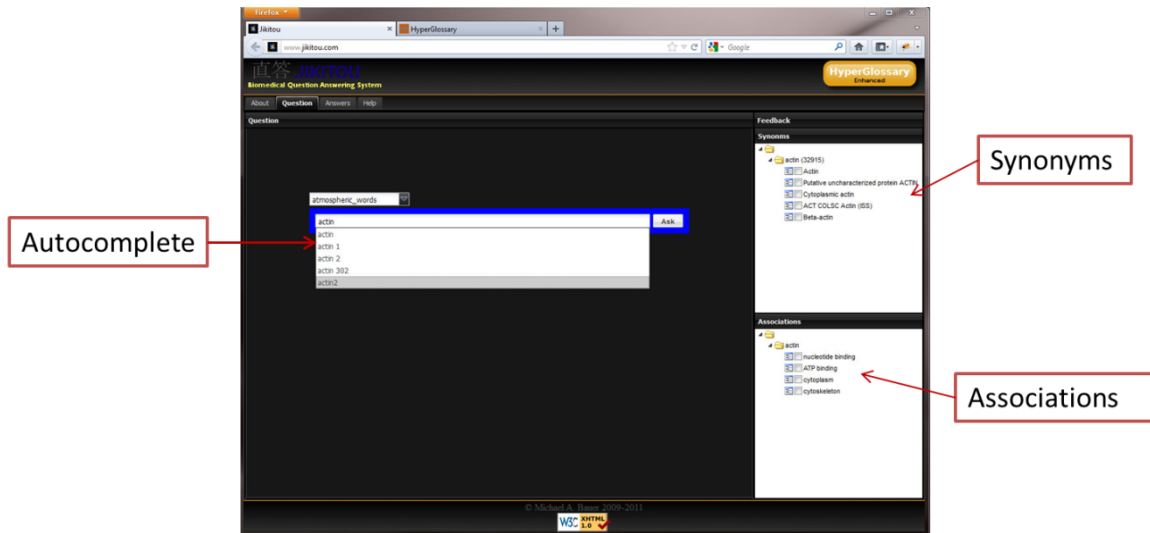 Firefox
Jikitou
HyperGlossary
www.jikitou.com
Google
直答 JIKITOU
Biomedical Question Answering System
HyperGlossary
Enhanced
About Question Answers Help
Question
Feedback
Synonms
actin (32915)
Actin
Putative uncharacterized protein ACTIN
Cytoplasmic actin
ACT COLSC Actin (ISS)
Beta-actin
Synonyms
atmospheric_words
actin
Ask
actin
actin 1
actin 2
actin 302
actin2
Autocomplete
Associations
actin
nucleotide binding
ATP binding
cytoplasm
cytoskeleton
Associations
© Michael A. Bauer 2009-2011
W3C XHTML 1.0